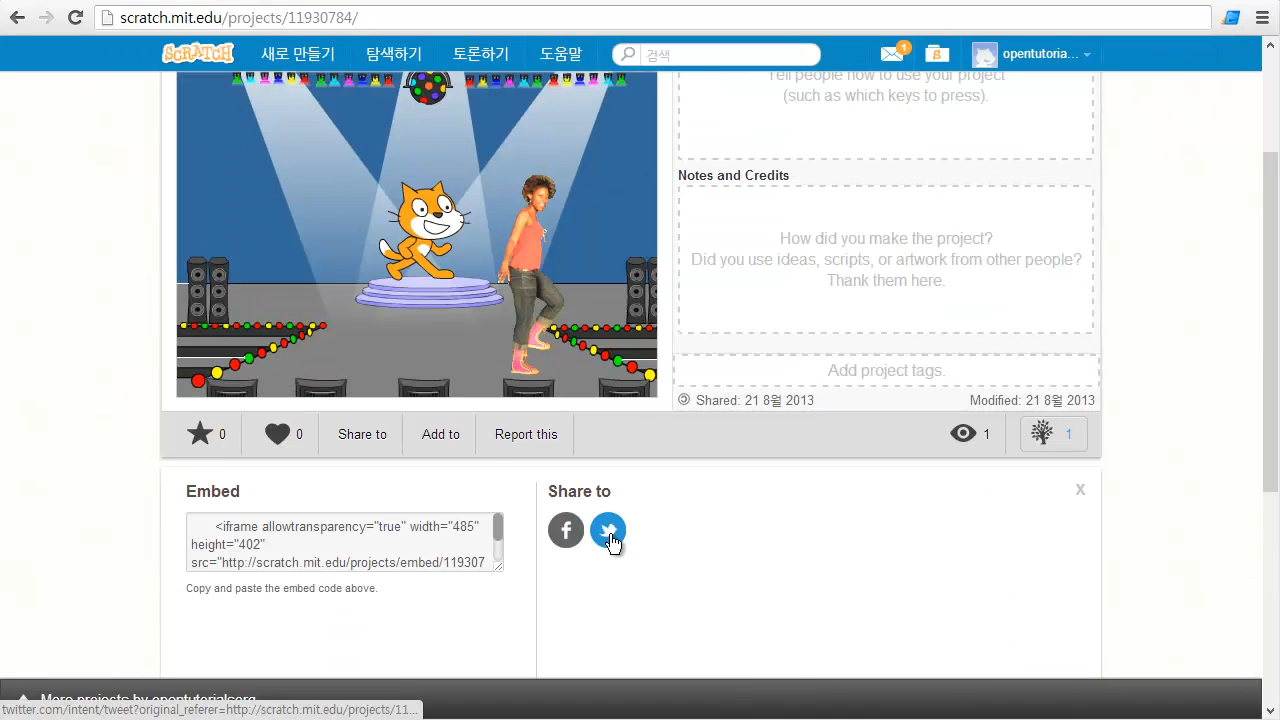 scratch.mit.edu/projects/11930784/
SCRATCH 새로 만들기 탐색하기 토론하기 도움말 검색 1 opentutoria...
Tell people how to use your project
(such as which keys to press).
Notes and Credits
How did you make the project?
Did you use ideas, scripts, or artwork from other people?
Thank them here.
Add project tags.
Shared: 21 8월 2013 Modified: 21 8월 2013
0 0 Share to Add to Report this 1 1
Embed Share to X
<iframe allowtransparency="true" width="485"
height="402"
src="http://scratch.mit.edu/projects/embed/119307
Copy and paste the embed code above.
More projects by opentutorialsorg
twitter.com/intent/tweet?original_referer=http://scratch.mit.edu/projects/11...